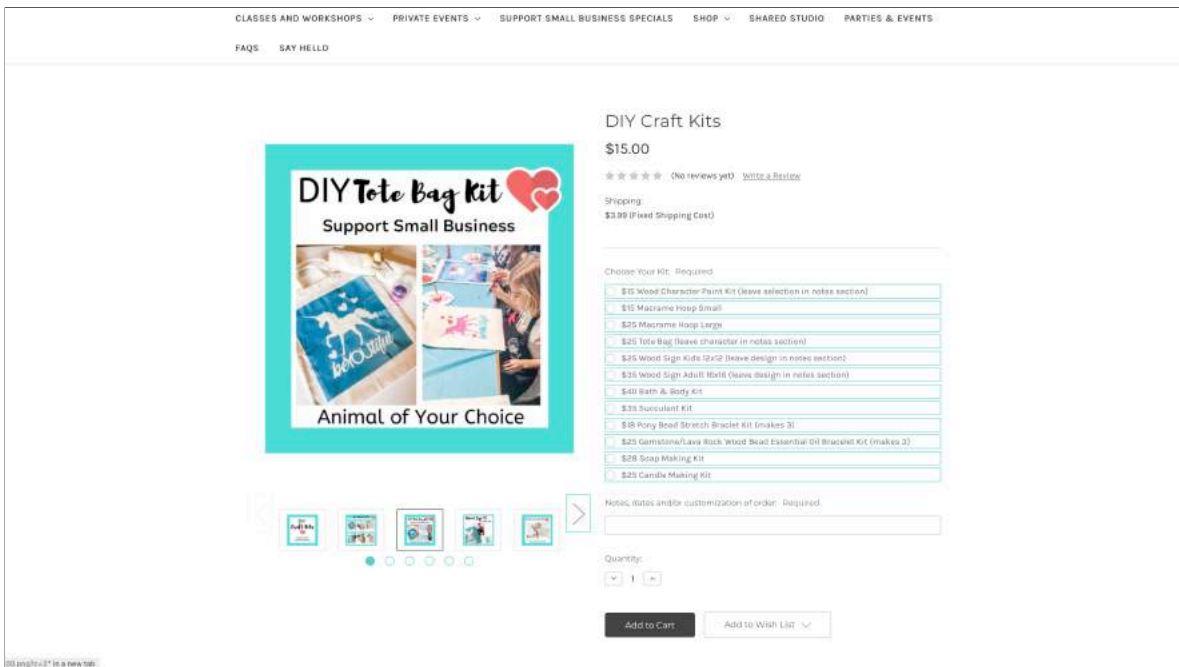 CLASSES AND WORKSHOPS PRIVATE EVENTS SUPPORT SMALL BUSINESS SPECIALS SHOP SHARED STUDIO PARTIES & EVENTS
FAQS SAY HELLO
DIY Tote Bag Kit
Support Small Business
beYOUtiful
Animal of Your Choice
DIY Craft Kits
$15.00
(No reviews yet) Write a Review
Shipping:
$3.99 (Fixed Shipping Cost)
Choose Your Kit: Required
$15 Wood Character Paint Kit (leave selection in notes section)
$15 Macrame Hoop Small
$25 Macrame Hoop Large
$25 Tote Bag (leave character in notes section)
$25 Wood Sign Kids 12x12 (leave design in notes section)
$35 Wood Sign Adult 16x16 (leave design in notes section)
$40 Bath & Body Kit
$35 Succulent Kit
$18 Pony Bead Stretch Braclet Kit (makes 3)
$25 Gemstone/Lava Rock Wood Bead Essential Oil Bracelet Kit (makes 3)
$28 Soap Making Kit
$25 Candle Making Kit
Notes, dates and/or customization of order: Required
Quantity:
1
Add to Cart Add to Wish List
in a new tab